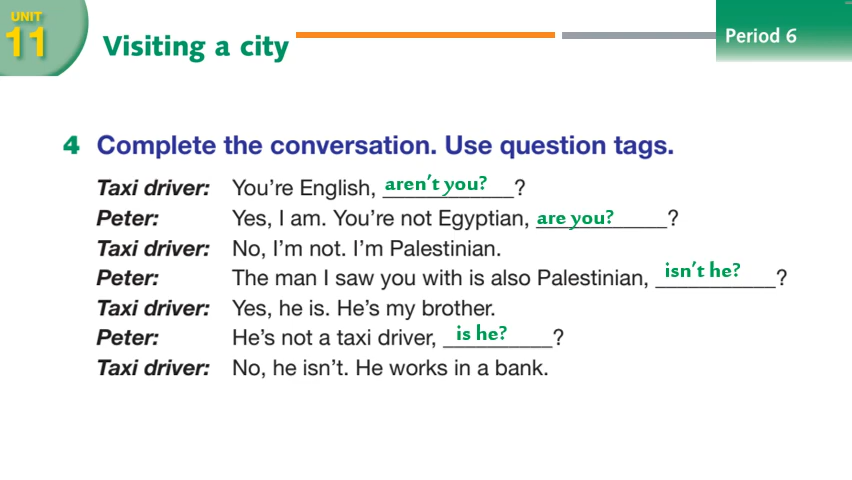 UNIT
11
Visiting a city
Period 6
4 Complete the conversation. Use question tags.
Taxi driver: You're English, aren't you? ?
Peter: Yes, I am. You're not Egyptian, are you? ?
Taxi driver: No, I'm not. I'm Palestinian.
Peter: The man I saw you with is also Palestinian, isn't he? ?
Taxi driver: Yes, he is. He's my brother.
Peter: He's not a taxi driver, is he? ?
Taxi driver: No, he isn't. He works in a bank.